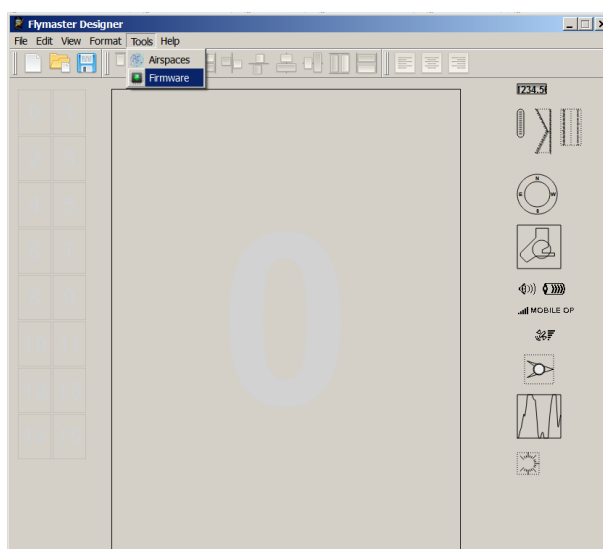 Flymaster Designer
File Edit View Format Tools Help
Airspaces
Firmware
1234.5
N
E W
S
MOBILE OP
0